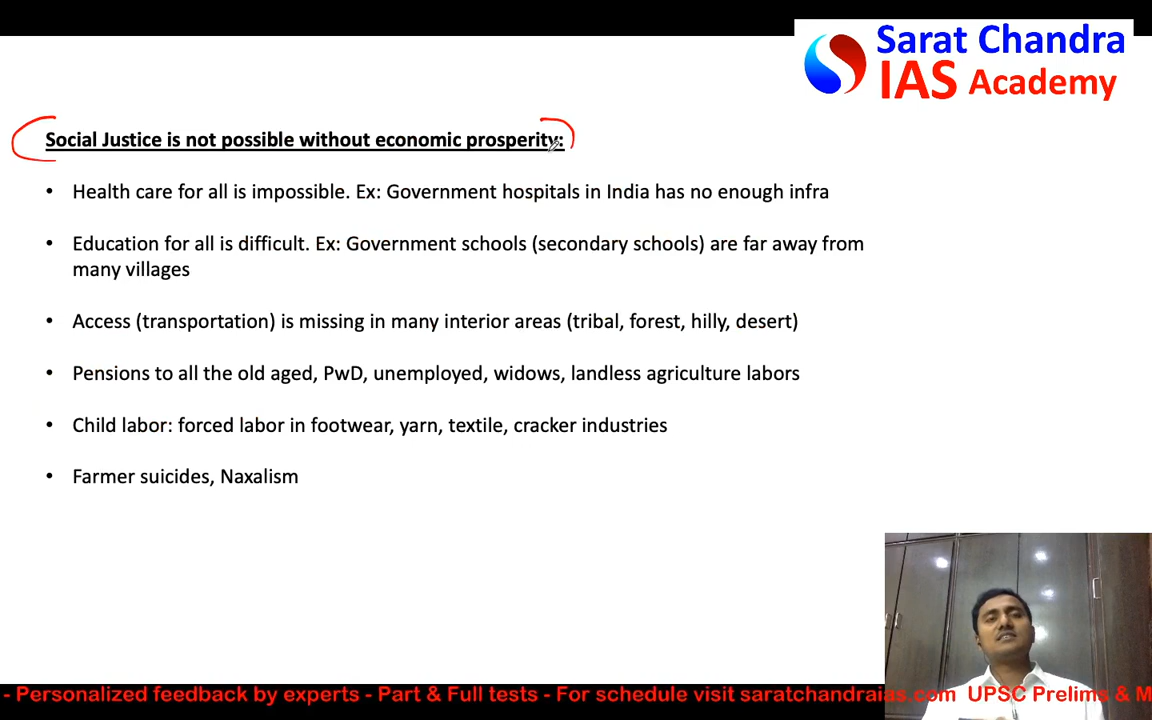 Sarat Chandra
IAS Academy
Social Justice is not possible without economic prosperity:
• Health care for all is impossible. Ex: Government hospitals in India has no enough infra
• Education for all is difficult. Ex: Government schools (secondary schools) are far away from
many villages
• Access (transportation) is missing in many interior areas (tribal, forest, hilly, desert)
• Pensions to all the old aged, PwD, unemployed, widows, landless agriculture labors
• Child labor: forced labor in footwear, yarn, textile, cracker industries
• Farmer suicides, Naxalism
- Personalized feedback by experts - Part & Full tests - For schedule visit saratchandraias.com UPSC Prelims & M